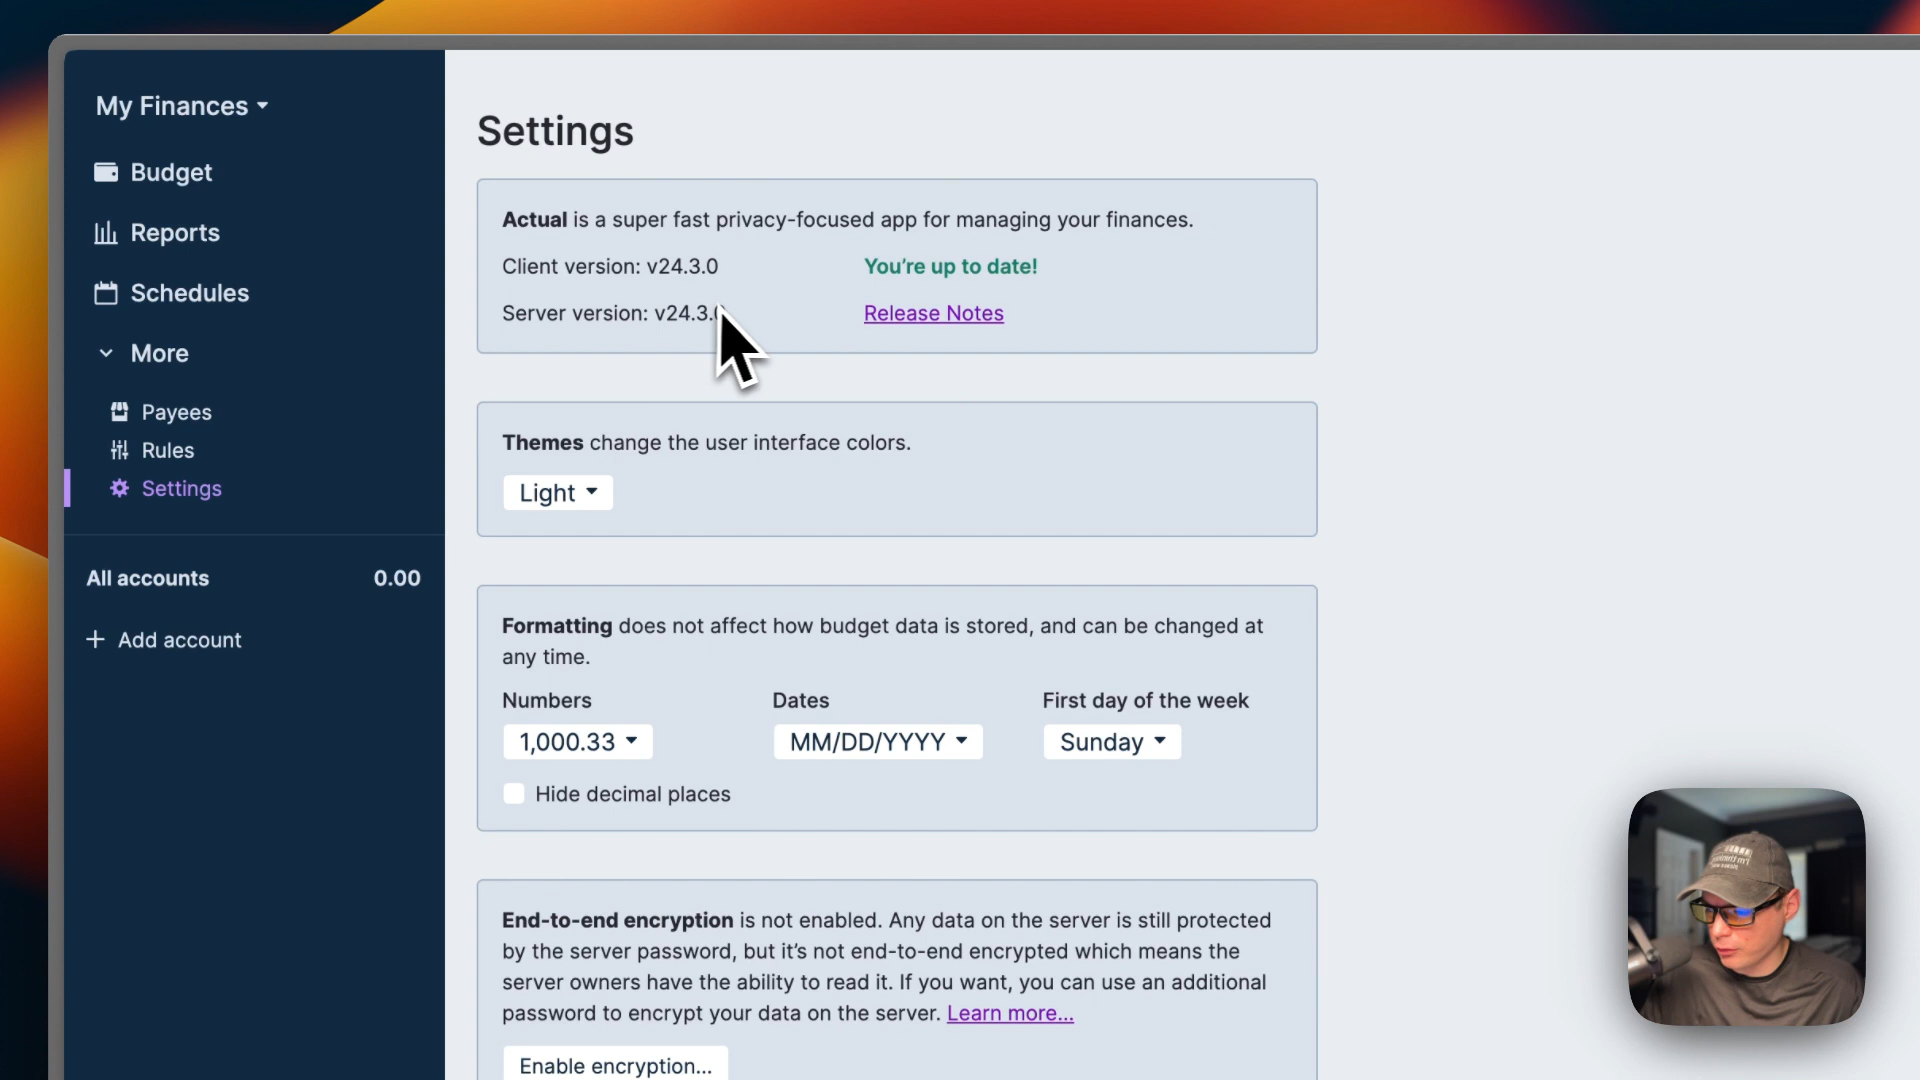 My Finances
Budget
Reports
Schedules
More
Payees
Rules
Settings
All accounts 0.00
Add account
Settings
Actual is a super fast privacy-focused app for managing your finances.
Client version: v24.3.0 You’re up to date!
Server version: v24.3.0 Release Notes
Themes change the user interface colors.
Light
Formatting does not affect how budget data is stored, and can be changed at
any time.
Numbers Dates First day of the week
1,000.33 MM/DD/YYYY Sunday
Hide decimal places
End-to-end encryption is not enabled. Any data on the server is still protected
by the server password, but it’s not end-to-end encrypted which means the
server owners have the ability to read it. If you want, you can use an additional
password to encrypt your data on the server. Learn more...
Enable encryption...